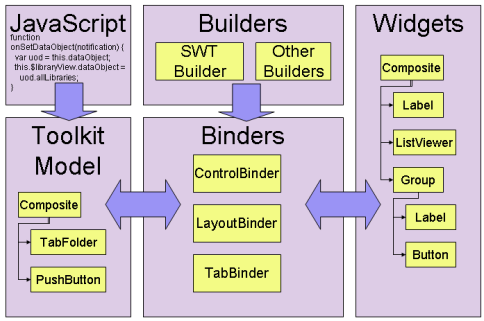 JavaScript
function
onSetDataObject(notification) {
var uod = this.dataObject;
this.$libraryView.dataObject =
uod.allLibraries;
}
Builders
SWT
Builder
Other
Builders
Widgets
Composite
Label
ListViewer
Group
Label
Button
Toolkit
Model
Composite
TabFolder
PushButton
Binders
ControlBinder
LayoutBinder
TabBinder